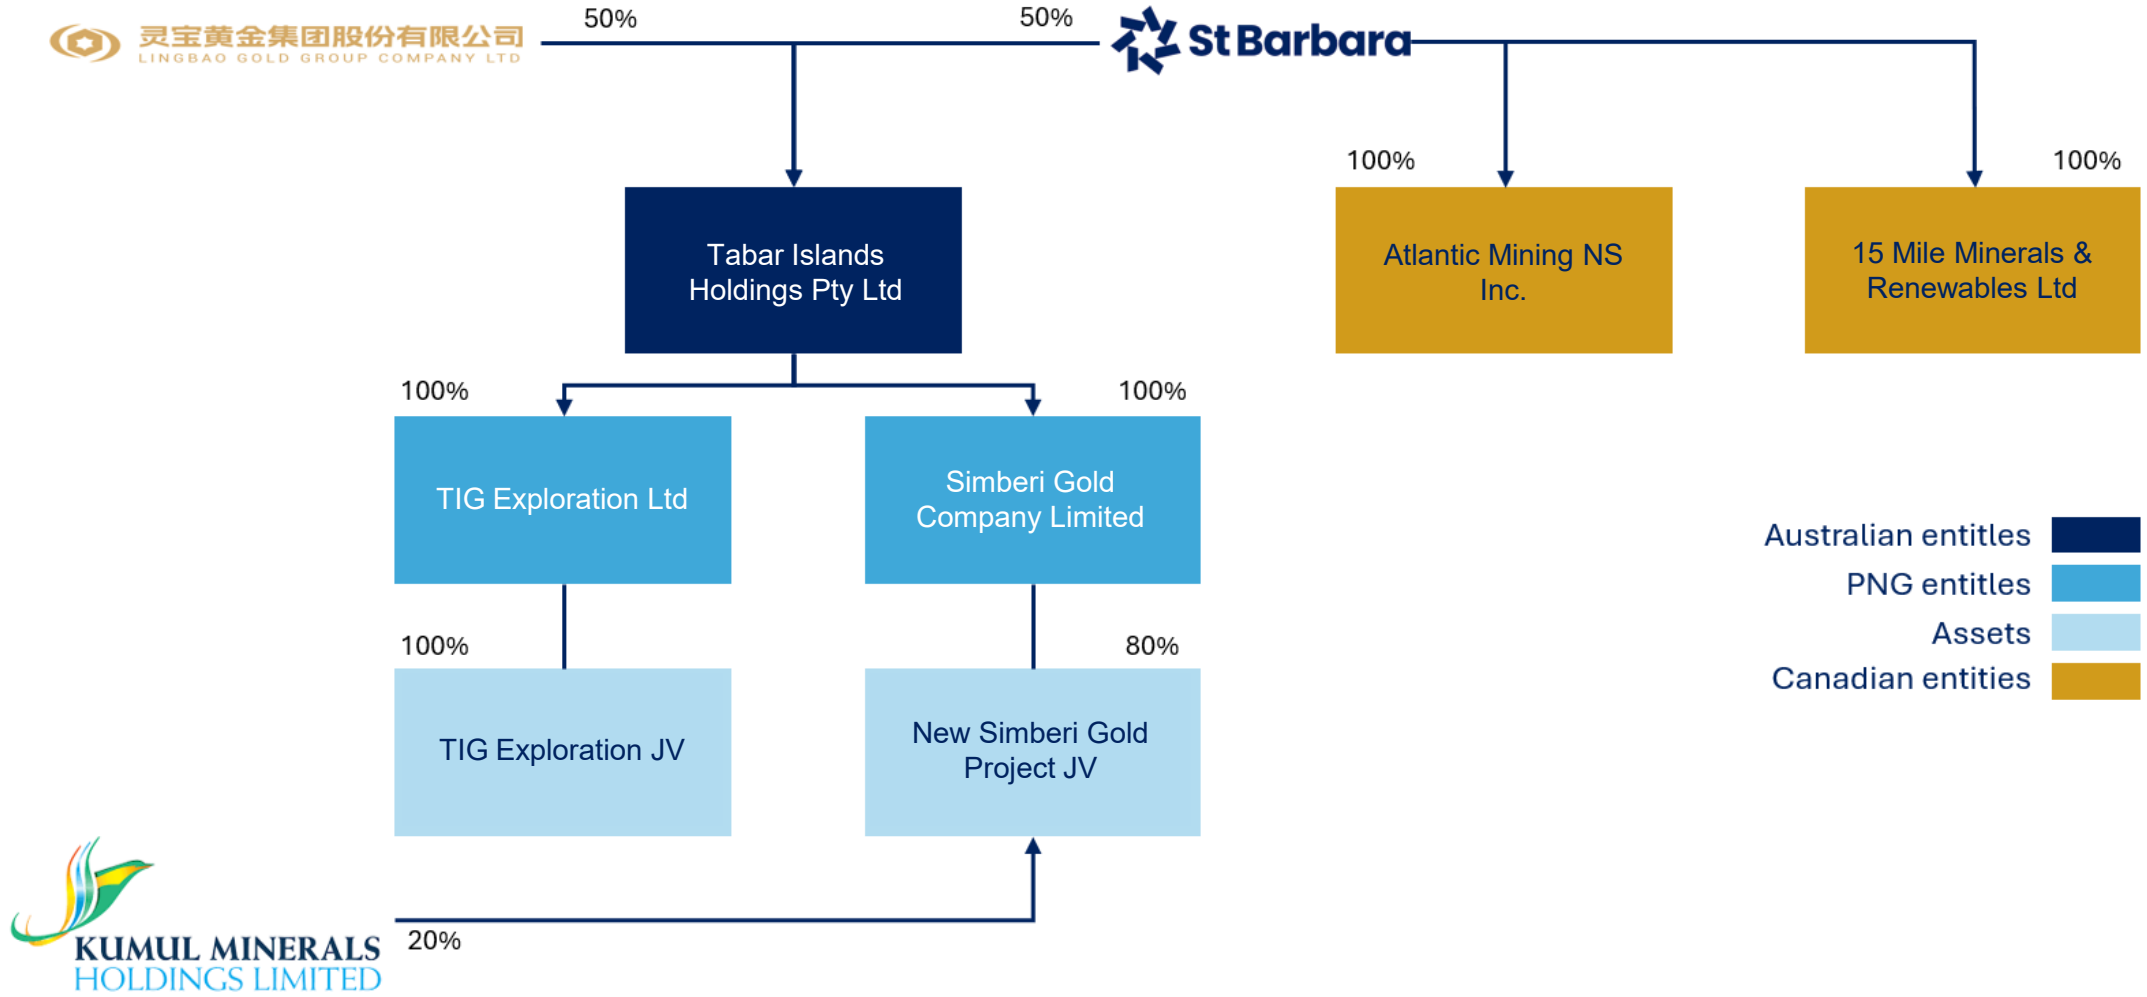 灵宝黄金集团股份有限公司
LINGBAO GOLD GROUP COMPANY LTD
50%
50%
St Barbara
100%
100%
Tabar Islands
Holdings Pty Ltd
Atlantic Mining NS
Inc.
15 Mile Minerals &
Renewables Ltd
100%
100%
TIG Exploration Ltd
Simberi Gold
Company Limited
Australian entitles
PNG entitles
Assets
Canadian entities
100%
80%
TIG Exploration JV
New Simberi Gold
Project JV
KUMUL MINERALS
HOLDINGS LIMITED
20%